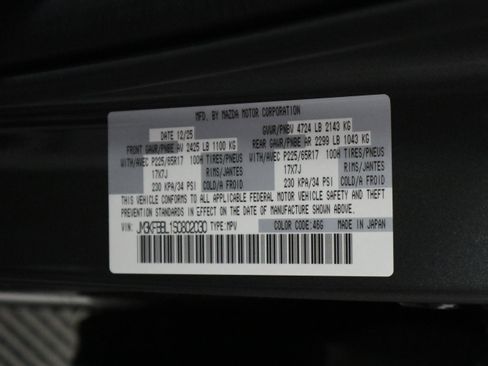 MFD. BY MAZDA MOTOR CORPORATION
DATE 12/25 GVWR/PNBV 4724 LB 2143 KG
FRONT GAWR/PNBE AV 2425 LB 1100 KG REAR GAWR/PNBE AR 2299 LB 1043 KG
WITH/AVEC P225/65R17 100H TIRES/PNEUS WITH/AVEC P225/65R17 100H TIRES/PNEUS
17X7J RIMS/JANTE 17X7J RIMS/JANTE
230 KPA/34 PSI COLD/A FROID 230 KPA/34 PSI COLD/A FROID
THIS VEHICLE CONFORMS TO ALL APPLICABLE FEDERAL MOTOR VEHICLE SAFETY AND THEFT
PREVENTION STANDARDS IN EFFECT ON THE DATE OF MANUFACTURE SHOWN ABOVE.
VIN: TYPE:MPV COLOR CODE:46G MADE IN JAPAN